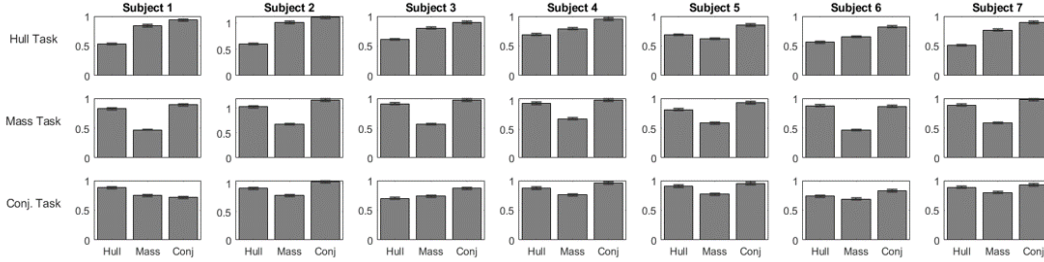 Subject 1 Subject 2 Subject 3 Subject 4 Subject 5 Subject 6 Subject 7
Hull Task
1 1 1 1 1 1 1
0.5 0.5 0.5 0.5 0.5 0.5 0.5
0 0 0 0 0 0 0
Mass Task
1 1 1 1 1 1 1
0.5 0.5 0.5 0.5 0.5 0.5 0.5
0 0 0 0 0 0 0
Conj. Task
1 1 1 1 1 1 1
0.5 0.5 0.5 0.5 0.5 0.5 0.5
0 0 0 0 0 0 0
Hull Mass Conj Hull Mass Conj Hull Mass Conj Hull Mass Conj Hull Mass Conj Hull Mass Conj Hull Mass Conj